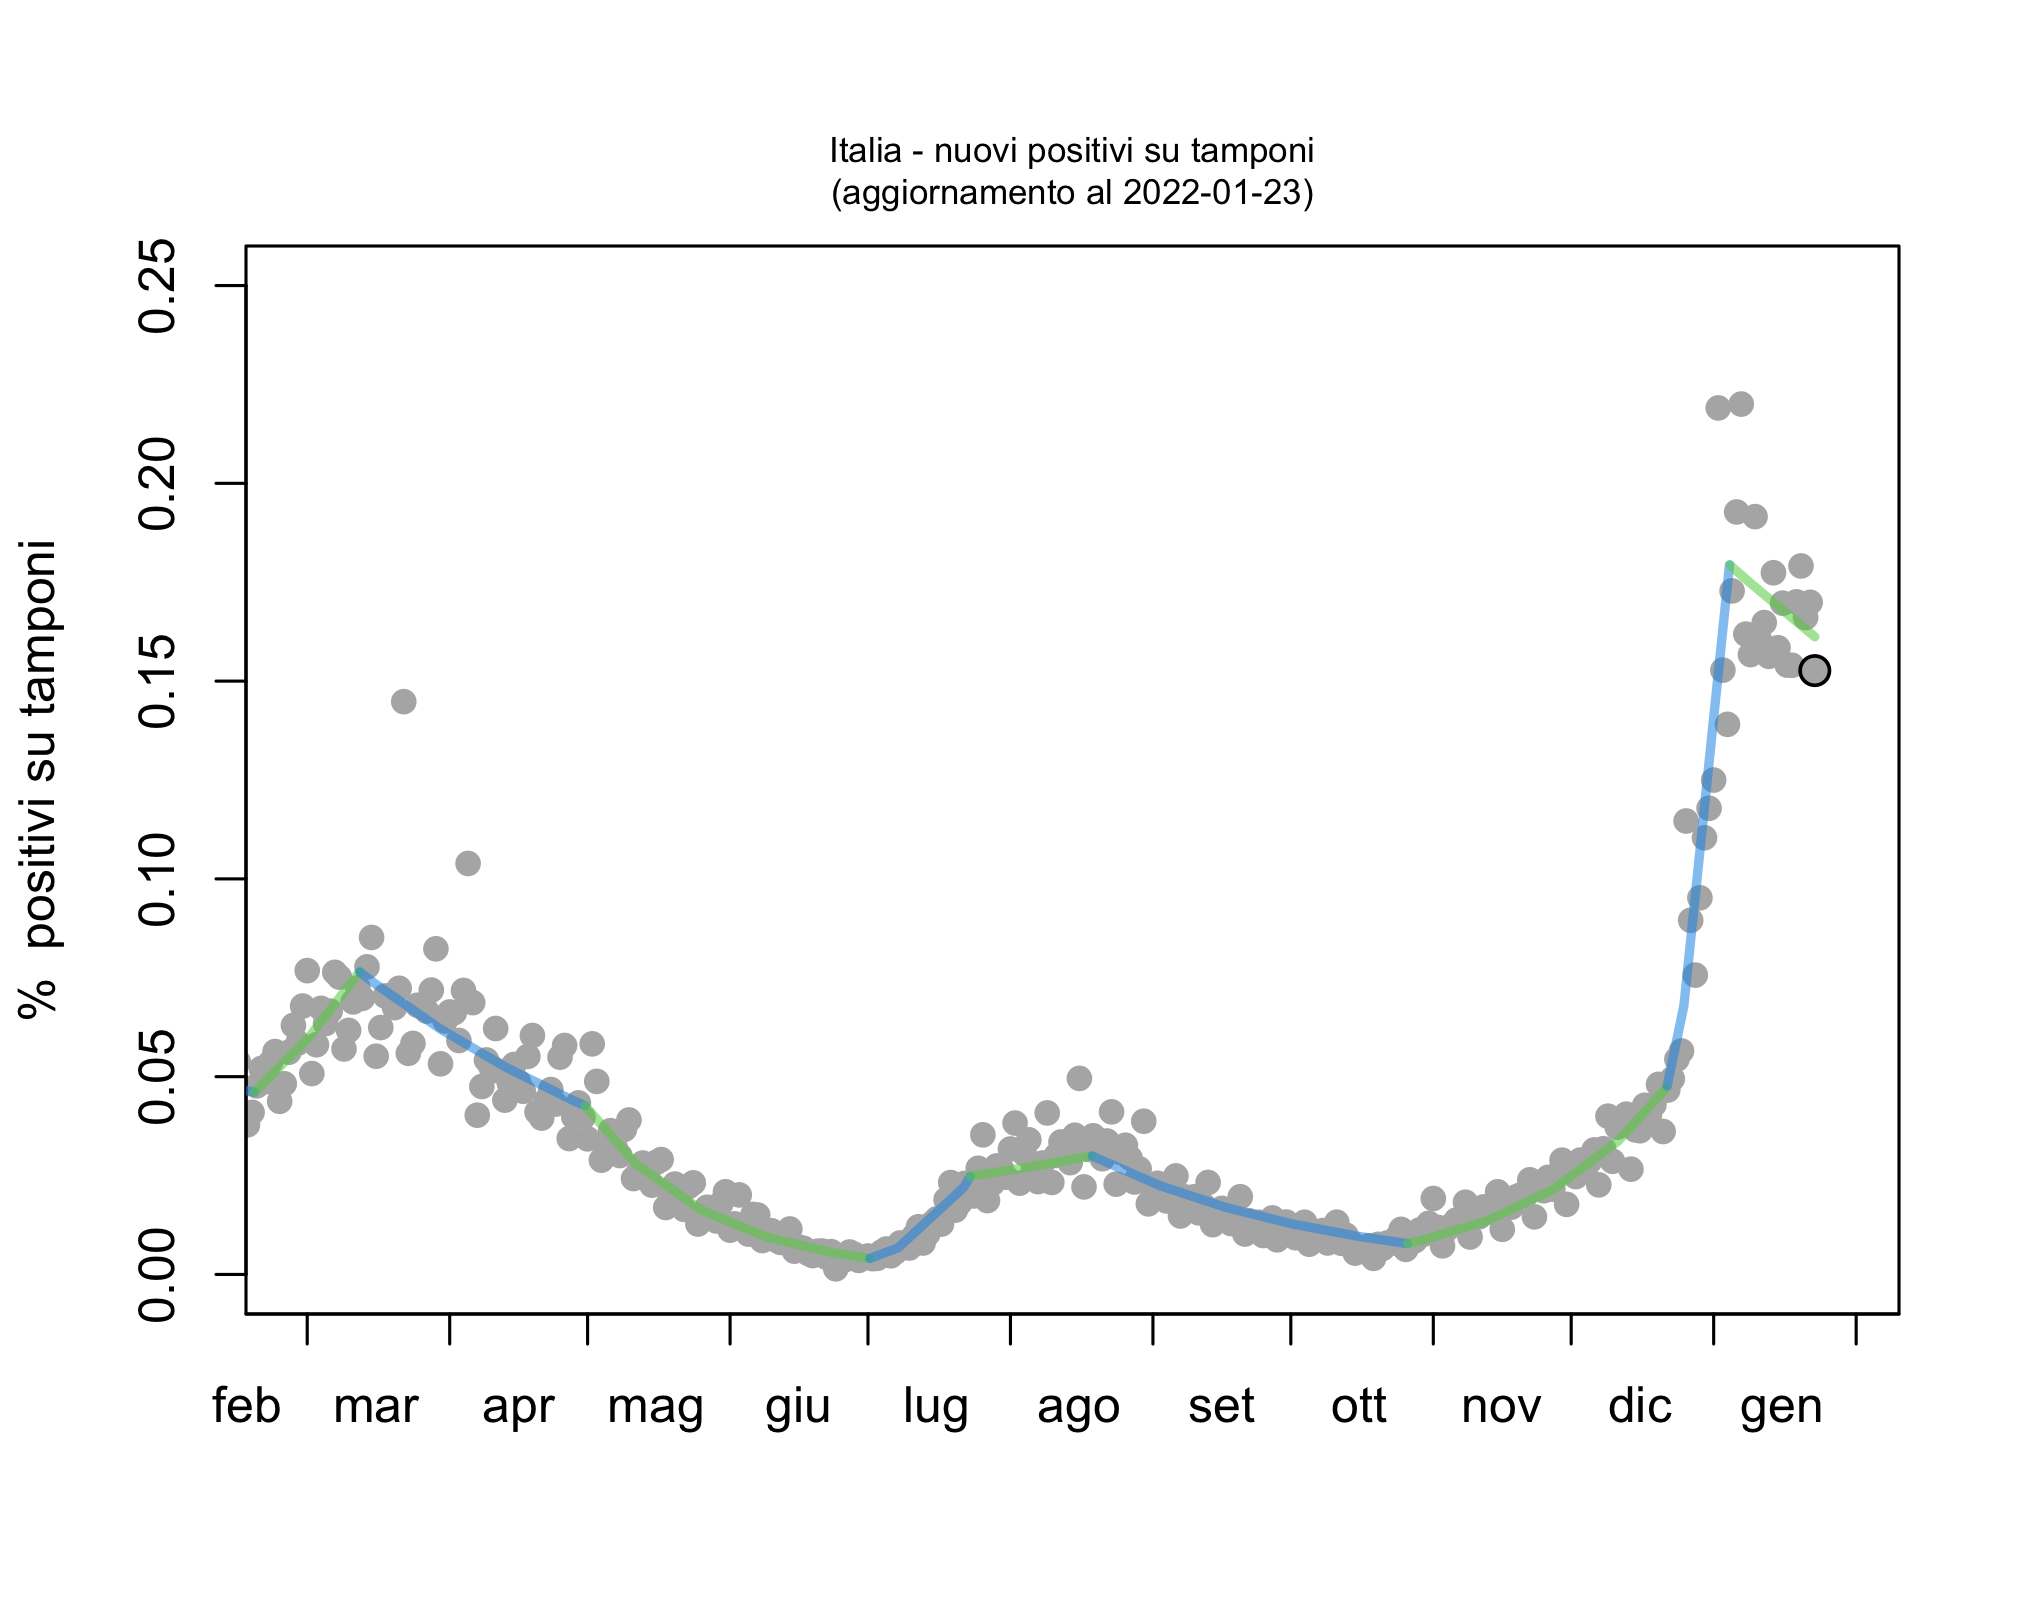 Italia - nuovi positivi su tamponi
(aggiornamento al 2022-01-23)
% positivi su tamponi
0.25
0.20
0.15
0.10
0.05
0.00
feb mar apr mag giu lug ago set ott nov dic gen